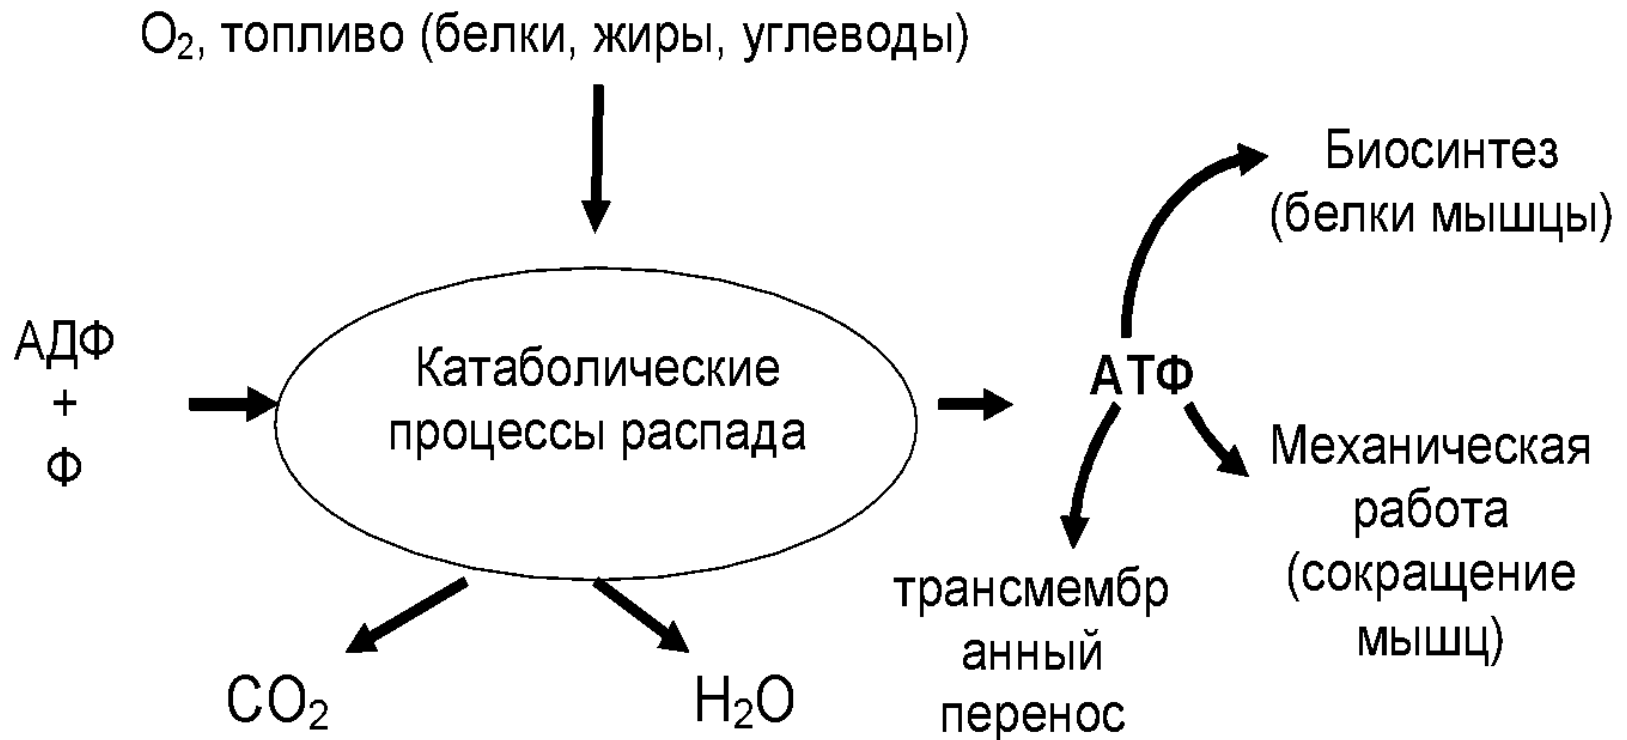 O₂, топливо (белки, жиры, углеводы)
Биосинтез
(белки мышцы)
АДФ
+
Ф
Катаболические
процессы распада
АТФ
Механическая
работа
(сокращение
мышц)
трансмембр
анный
перенос
CO₂
H₂O